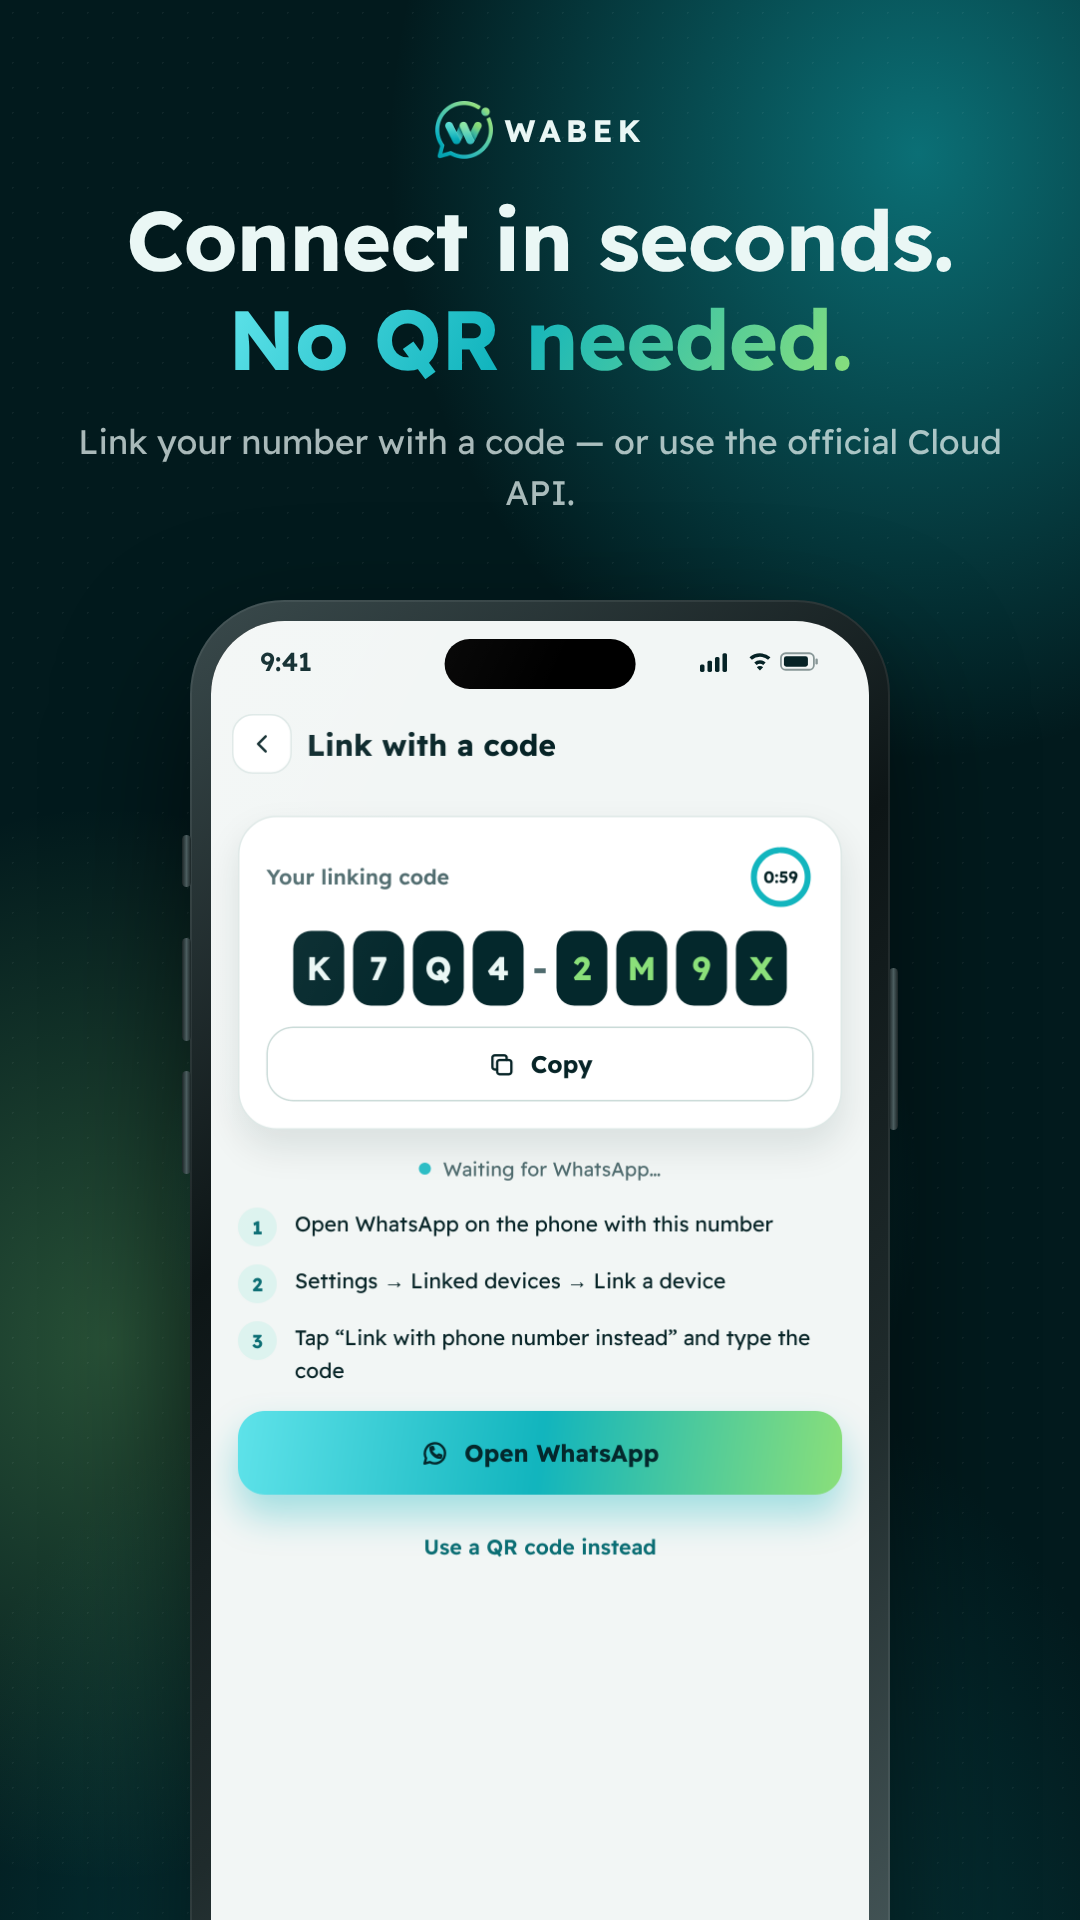 WABEK
Connect in seconds.
No QR needed.
Link your number with a code — or use the official Cloud
API.
9:41
Link with a code
Your linking code
0:59
K 7 Q 4 - 2 M 9 X
Copy
Waiting for WhatsApp...
1 Open WhatsApp on the phone with this number
2 Settings → Linked devices → Link a device
3 Tap “Link with phone number instead” and type the
code
Open WhatsApp
Use a QR code instead